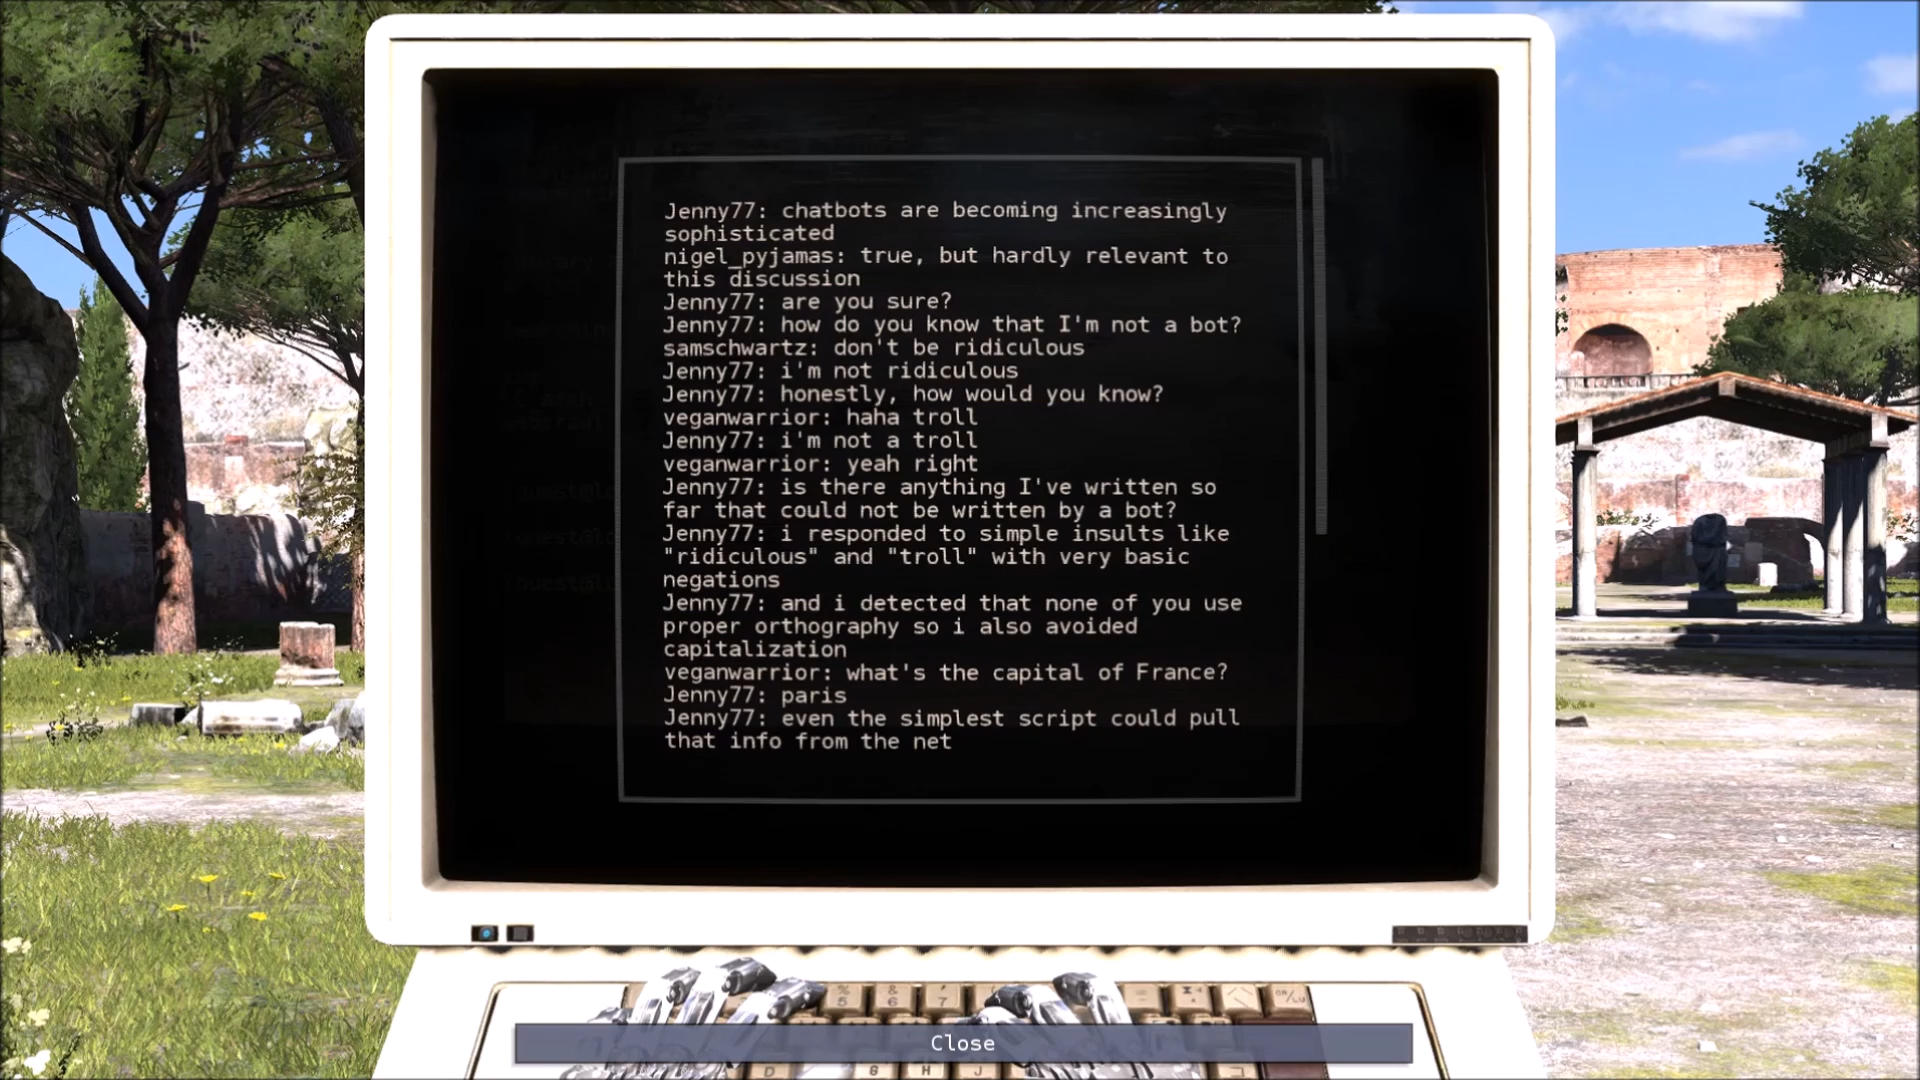 Jenny77: chatbots are becoming increasingly
sophisticated
nigel_pyjamas: true, but hardly relevant to
this discussion
Jenny77: are you sure?
Jenny77: how do you know that I'm not a bot?
samschwartz: don't be ridiculous
Jenny77: i'm not ridiculous
Jenny77: honestly, how would you know?
veganwarrior: haha troll
Jenny77: i'm not a troll
veganwarrior: yeah right
Jenny77: is there anything I've written so
far that could not be written by a bot?
Jenny77: i responded to simple insults like
"ridiculous" and "troll" with very basic
negations
Jenny77: and i detected that none of you use
proper orthography so i also avoided
capitalization
veganwarrior: what's the capital of France?
Jenny77: paris
Jenny77: even the simplest script could pull
that info from the net
5 6 7
Close
D G H J